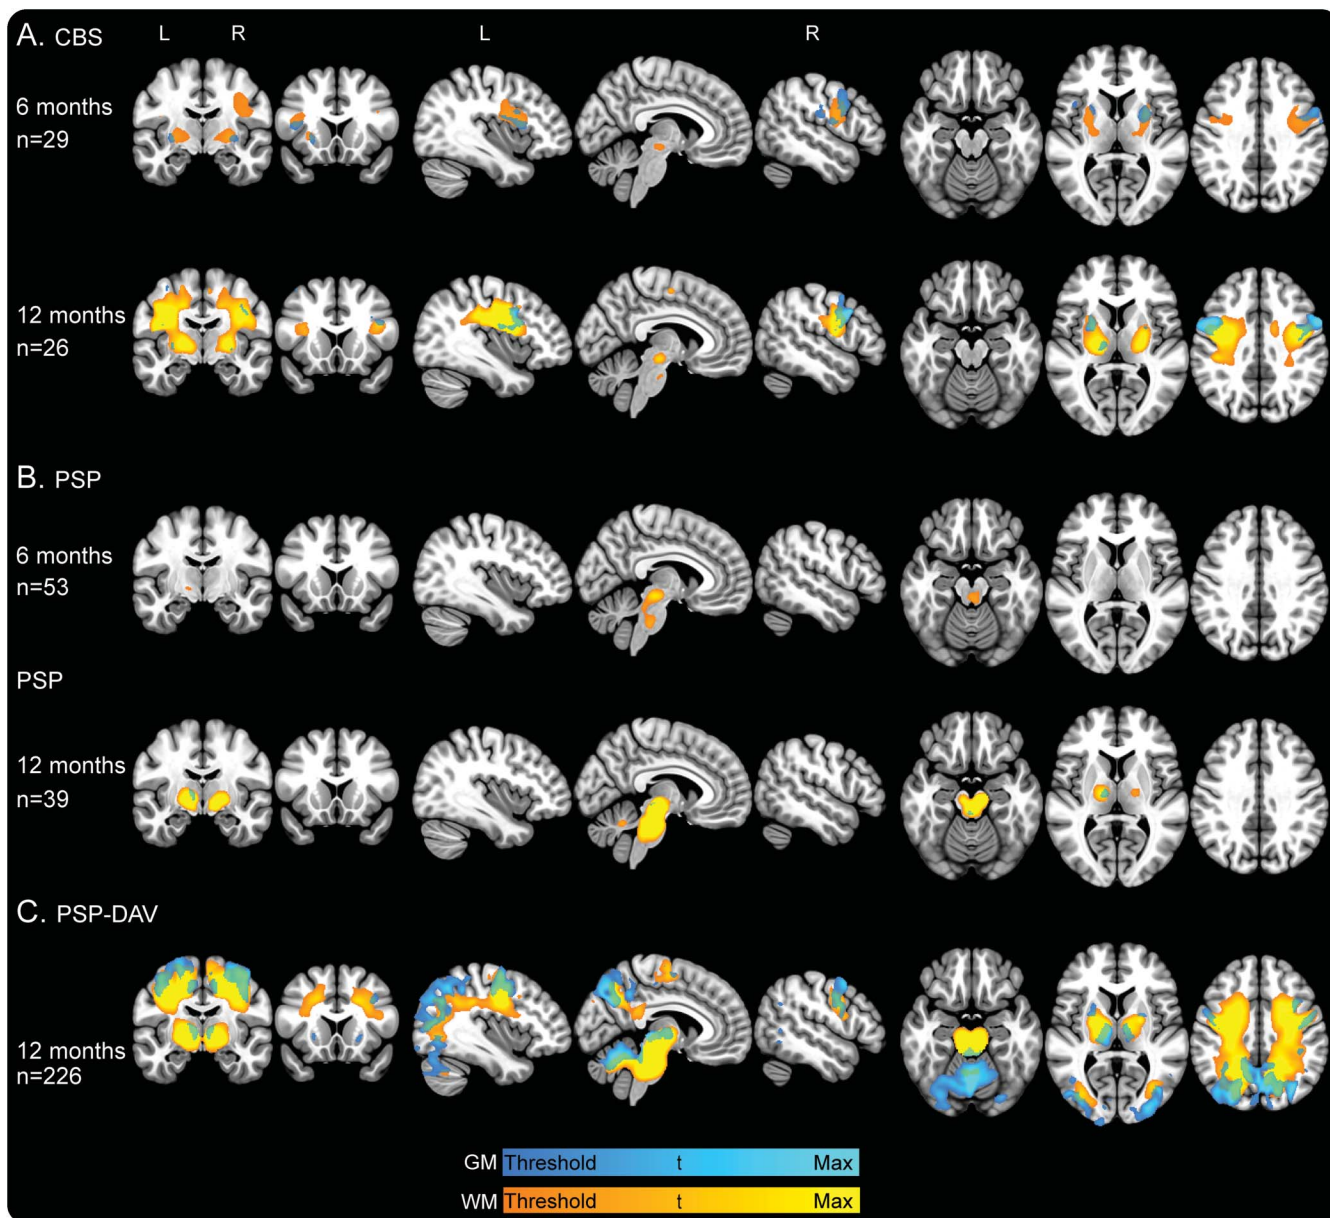 A. CBS
L R L R
6 months
n=29
12 months
n=26
B. PSP
6 months
n=53
PSP
12 months
n=39
C. PSP-DAV
12 months
n=226
GM Threshold t Max
WM Threshold t Max